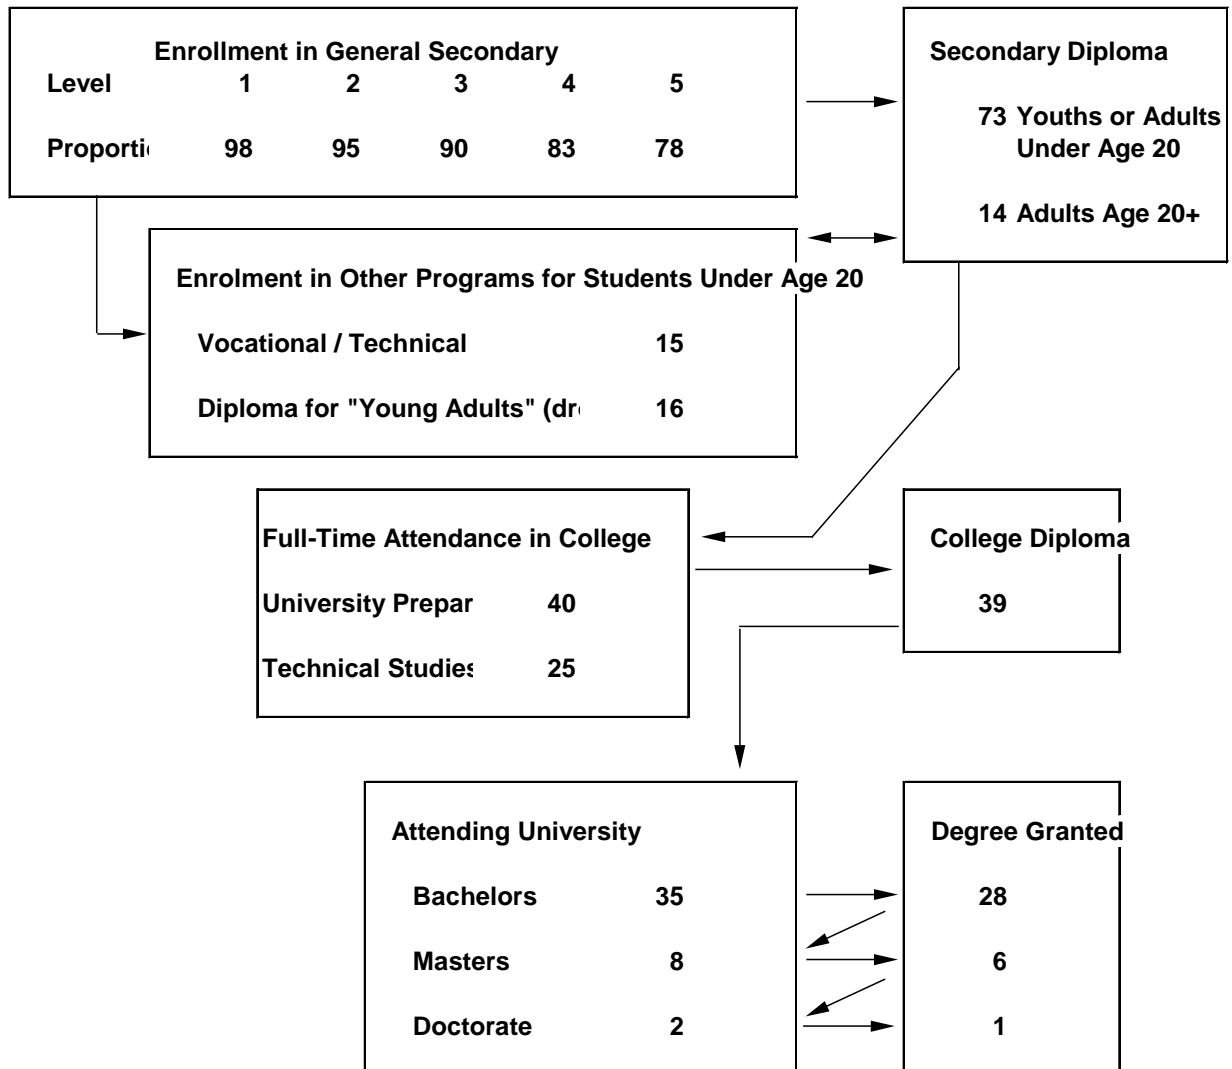 Enrollment in General Secondary
Level 1 2 3 4 5
Proporti 98 95 90 83 78
Secondary Diploma
73 Youths or Adults
Under Age 20
14 Adults Age 20+
Enrolment in Other Programs for Students Under Age 20
Vocational / Technical 15
Diploma for "Young Adults" (dr 16
Full-Time Attendance in College
University Prepar 40
Technical Studies 25
College Diploma
39
Attending University
Bachelors 35
Masters 8
Doctorate 2
Degree Granted
28
6
1